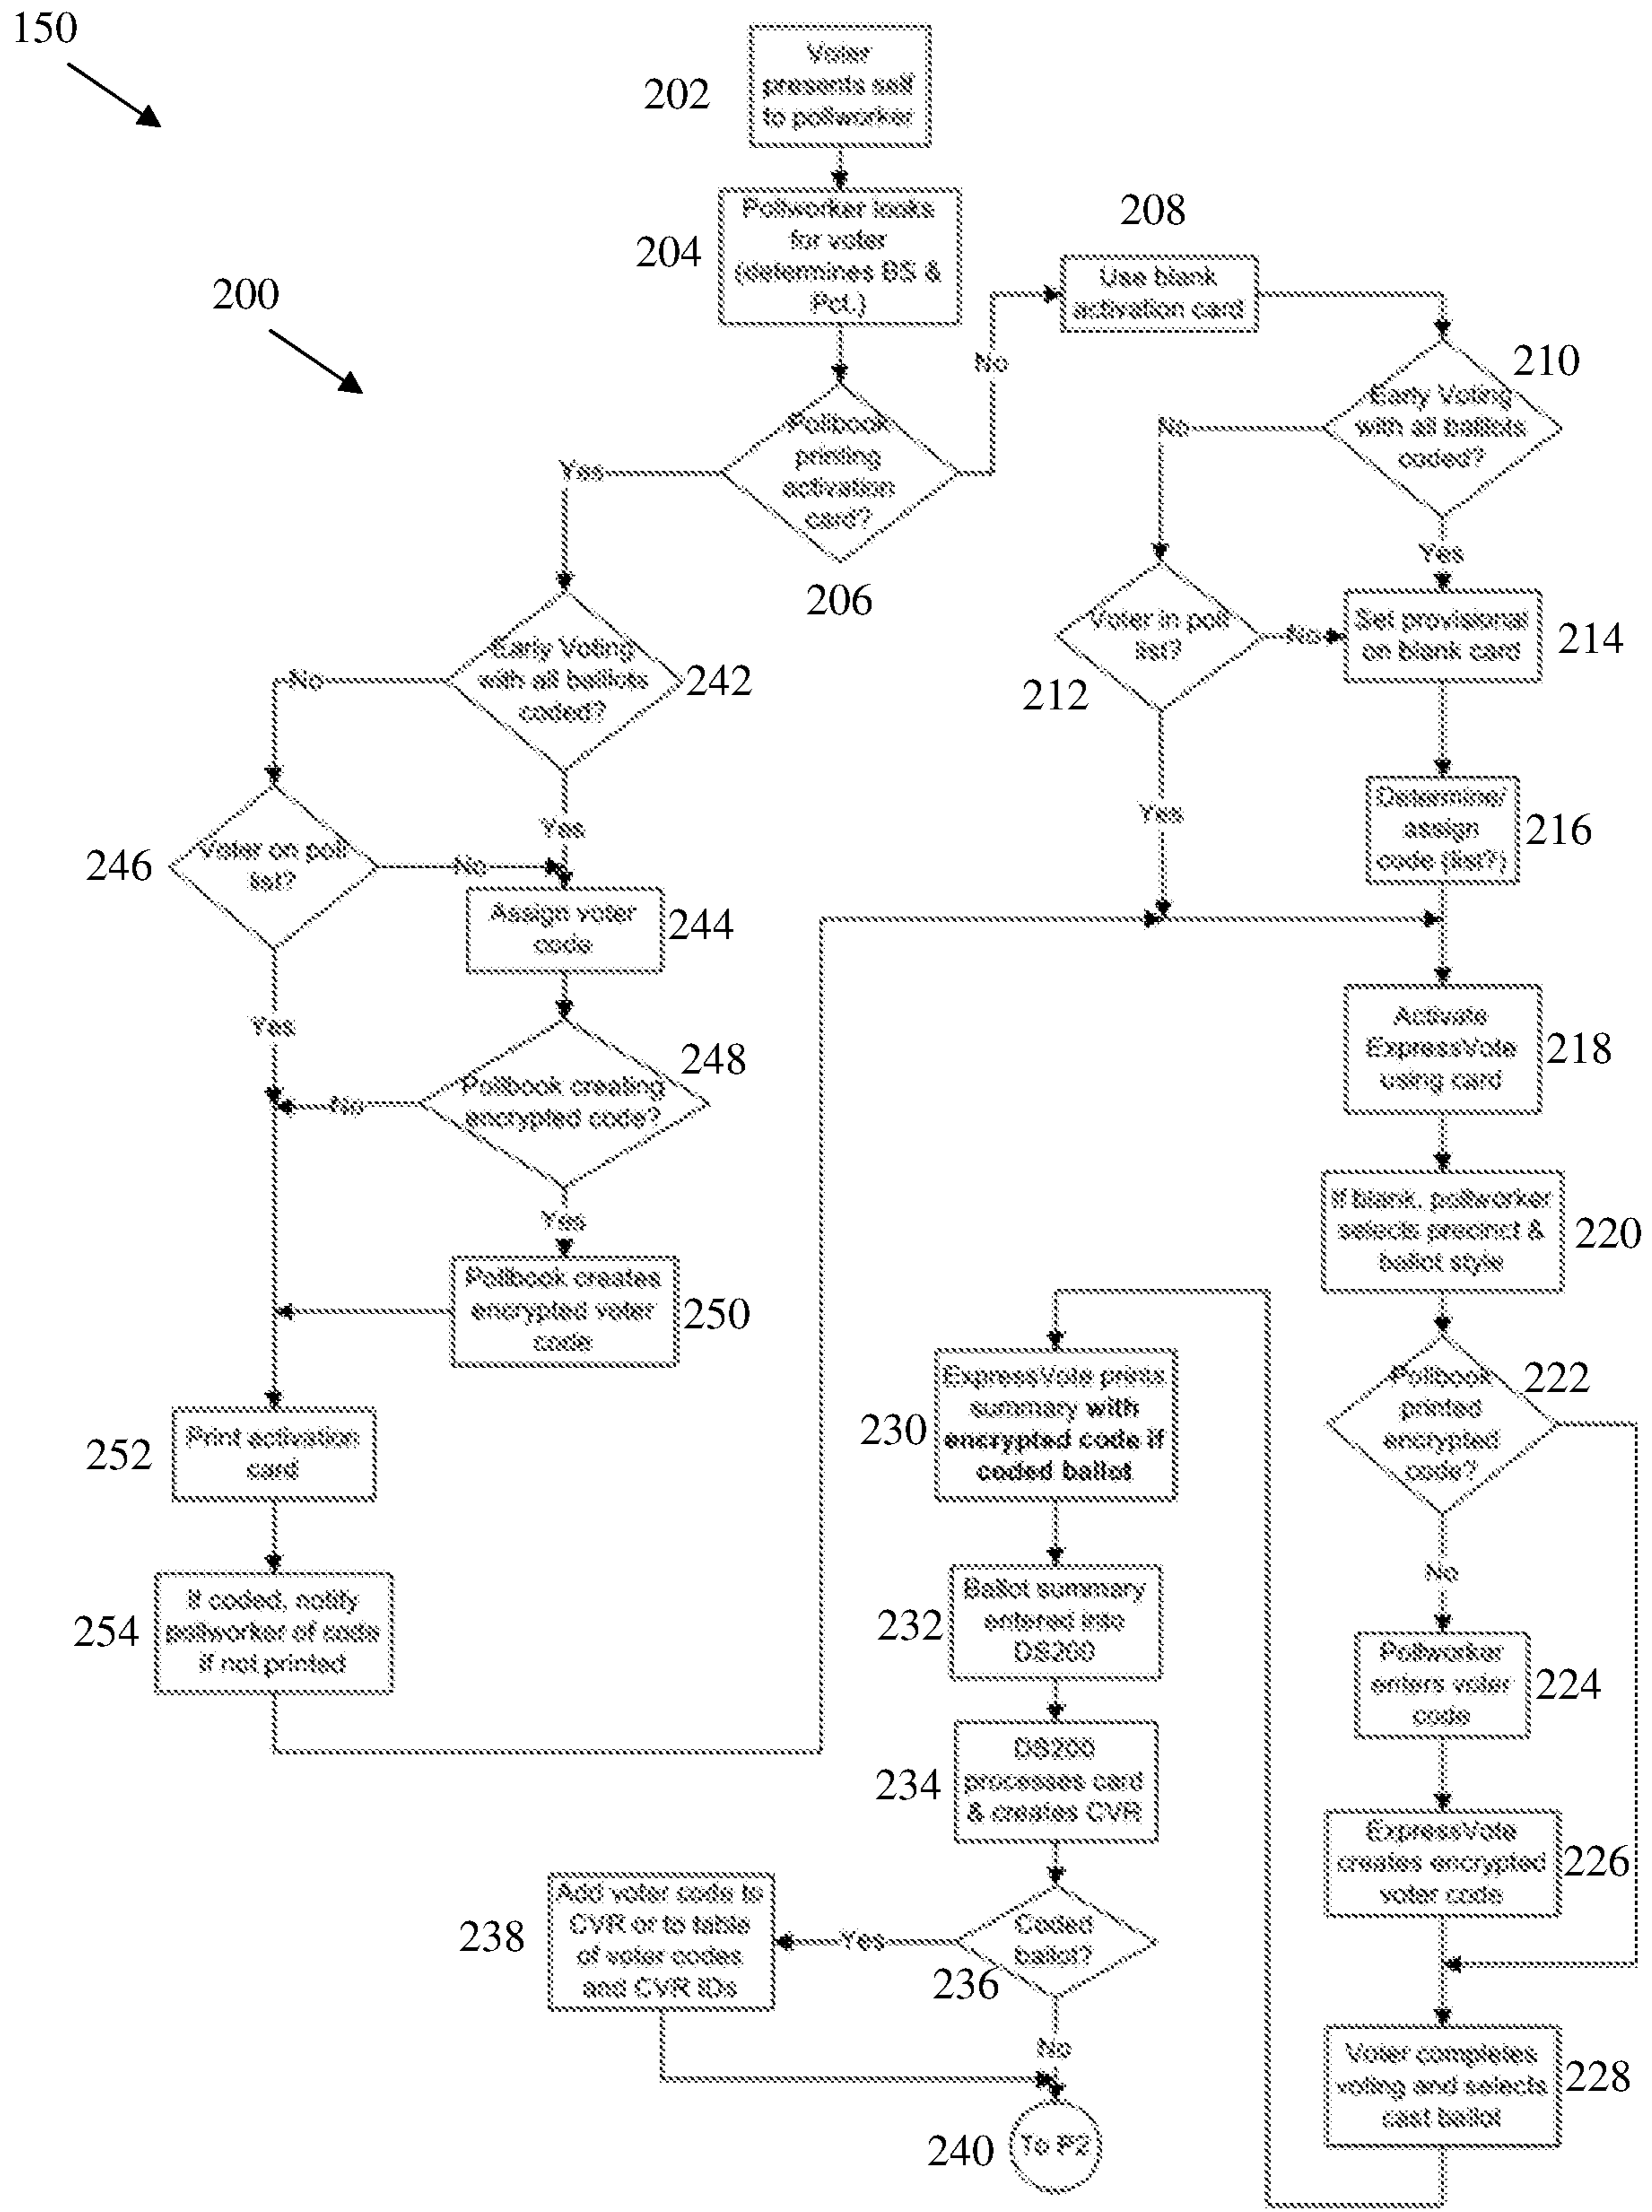 150
200
202
Voter
presents self
to pollworker
204
Pollworker looks
for voter
(determines BS &
Pct.)
206
Pollbook
printing
activation
card?
No
Yes
208
Use blank
activation card
210
Early Voting
with all ballots
coded?
No
Yes
212
Voter in poll
list?
No
Yes
214
Set provisional
on blank card
216
Determine/
assign
code (list?)
218
Activate
ExpressVote
using card
220
If blank, pollworker
selects precinct &
ballot style
222
Pollbook
printed
encrypted
code?
No
224
Pollworker
enters voter
code
226
ExpressVote
creates encrypted
voter code
228
Voter completes
voting and selects
cast ballot
230
ExpressVote prints
summary with
encrypted code if
coded ballot
232
Ballot summary
entered into
DS200
234
DS200
processes card
& creates CVR
236
Coded
ballot?
Yes
No
238
Add voter code to
CVR or to table
of voter codes
and CVR IDs
240
To P2
242
Early Voting
with all ballots
coded?
No
Yes
244
Assign voter
code
246
Voter on poll
list?
No
Yes
248
Pollbook creating
encrypted code?
No
Yes
250
Pollbook creates
encrypted voter
code
252
Print activation
card
254
If coded, notify
pollworker of code
if not printed